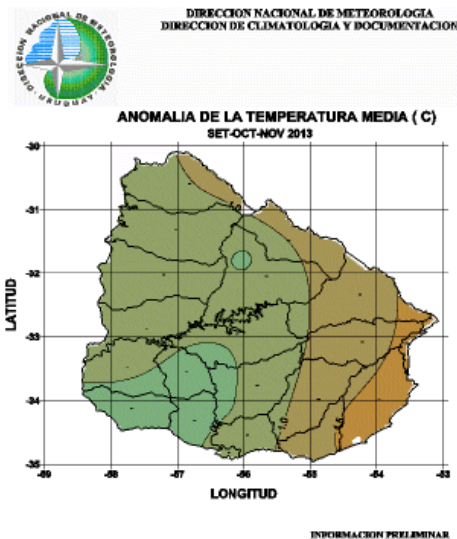 DIRECCION NACIONAL DE METEOROLOGIA
DIRECCION DE CLIMATOLOGIA Y DOCUMENTACION
DIRECCION NACIONAL DE METEOROLOGIA
URUGUAY
ANOMALIA DE LA TEMPERATURA MEDIA ( C)
SET-OCT-NOV 2013
-30
-31
-32
-33
-34
-35
LATITUD
1.0
-59 -58 -57 -56 -55 -54 -53
LONGITUD
INFORMACION PRELIMINAR